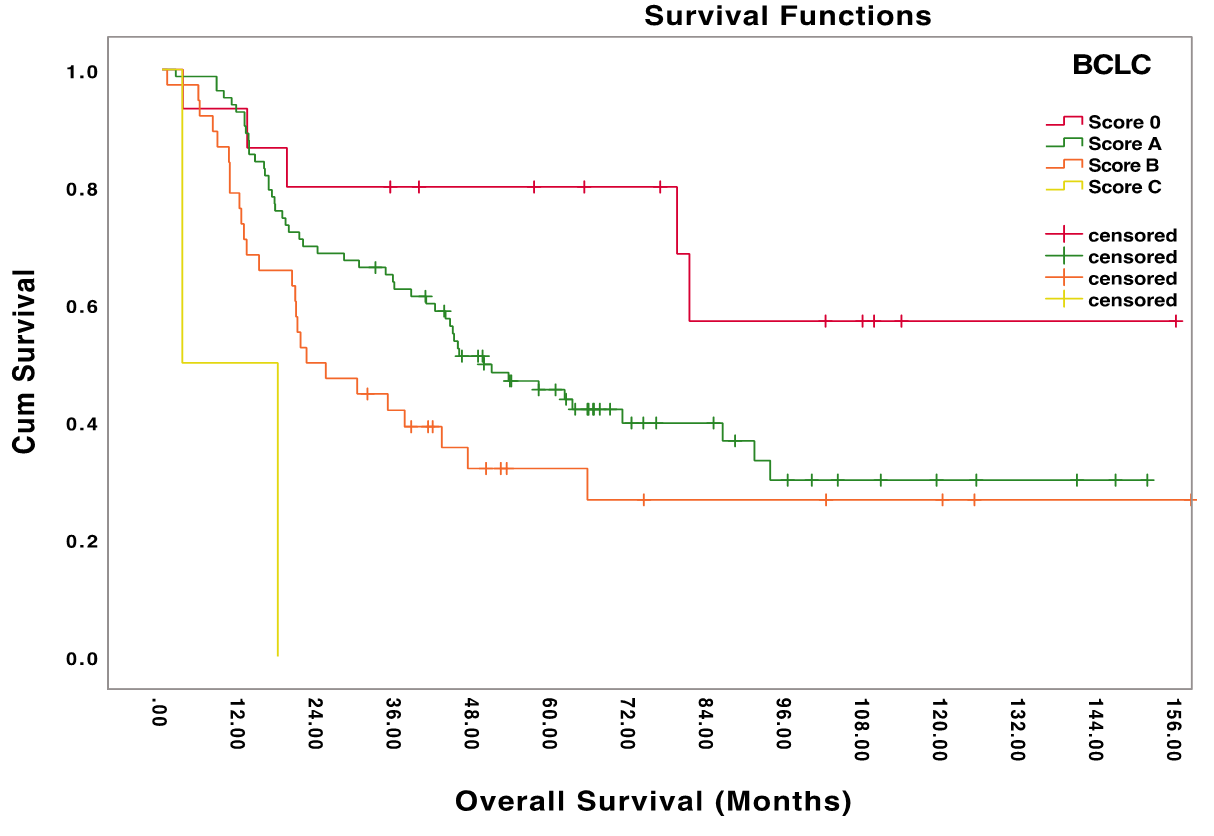 Survival Functions
BCLC
Score 0
Score A
Score B
Score C
censored
censored
censored
censored
Cum Survival
1.0
0.8
0.6
0.4
0.2
0.0
.00
12.00
24.00
36.00
48.00
60.00
72.00
84.00
96.00
108.00
120.00
132.00
144.00
156.00
Overall Survival (Months)